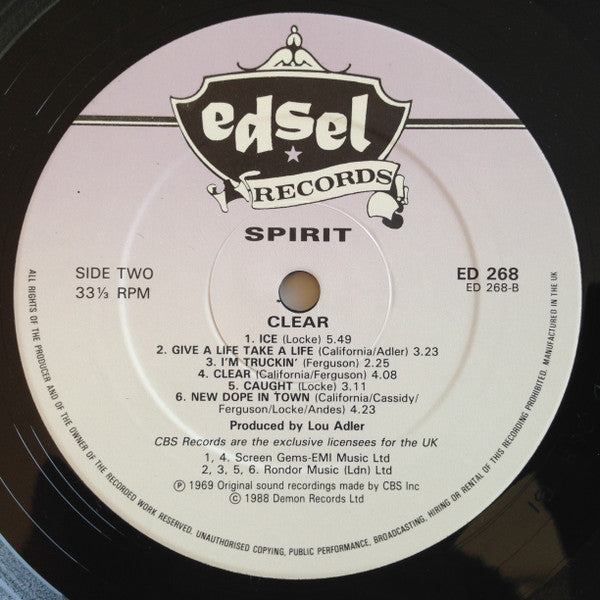 edsel
RECORDS
SPIRIT
SIDE TWO
33⅓ RPM
ED 268
ED 268-B
CLEAR
1. ICE (Locke) 5.49
2. GIVE A LIFE TAKE A LIFE (California/Adler) 3.23
3. I'M TRUCKIN' (Ferguson) 2.25
4. CLEAR (California/Ferguson) 4.08
5. CAUGHT (Locke) 3.11
6. NEW DOPE IN TOWN (California/Cassidy/
Ferguson/Locke/Andes) 4.23
Produced by Lou Adler
CBS Records are the exclusive licensees for the UK
1, 4. Screen Gems-EMI Music Ltd
2, 3, 5, 6. Rondor Music (Ldn) Ltd
Ⓟ 1969 Original sound recordings made by CBS Inc
© 1988 Demon Records Ltd
ALL RIGHTS OF THE PRODUCER AND OF THE OWNER OF THE RECORDED WORK RESERVED. UNAUTHORISED COPYING, PUBLIC PERFORMANCE, BROADCASTING, HIRING OR RENTAL OF THIS RECORDING PROHIBITED. MANUFACTURED IN THE UK